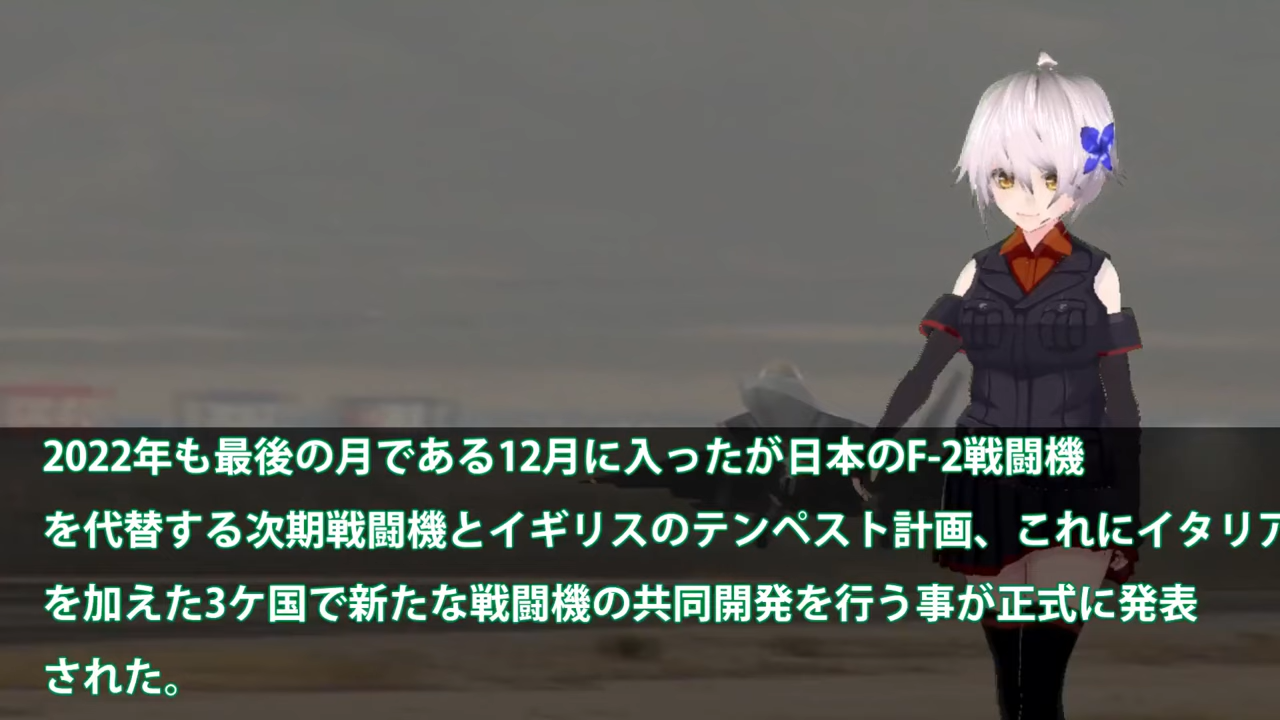 2022年も最後の月である12月に入ったが日本のF-2戦闘機
を代替する次期戦闘機とイギリスのテンペスト計画、これにイタリア
を加えた3ケ国で新たな戦闘機の共同開発を行う事が正式に発表
された。